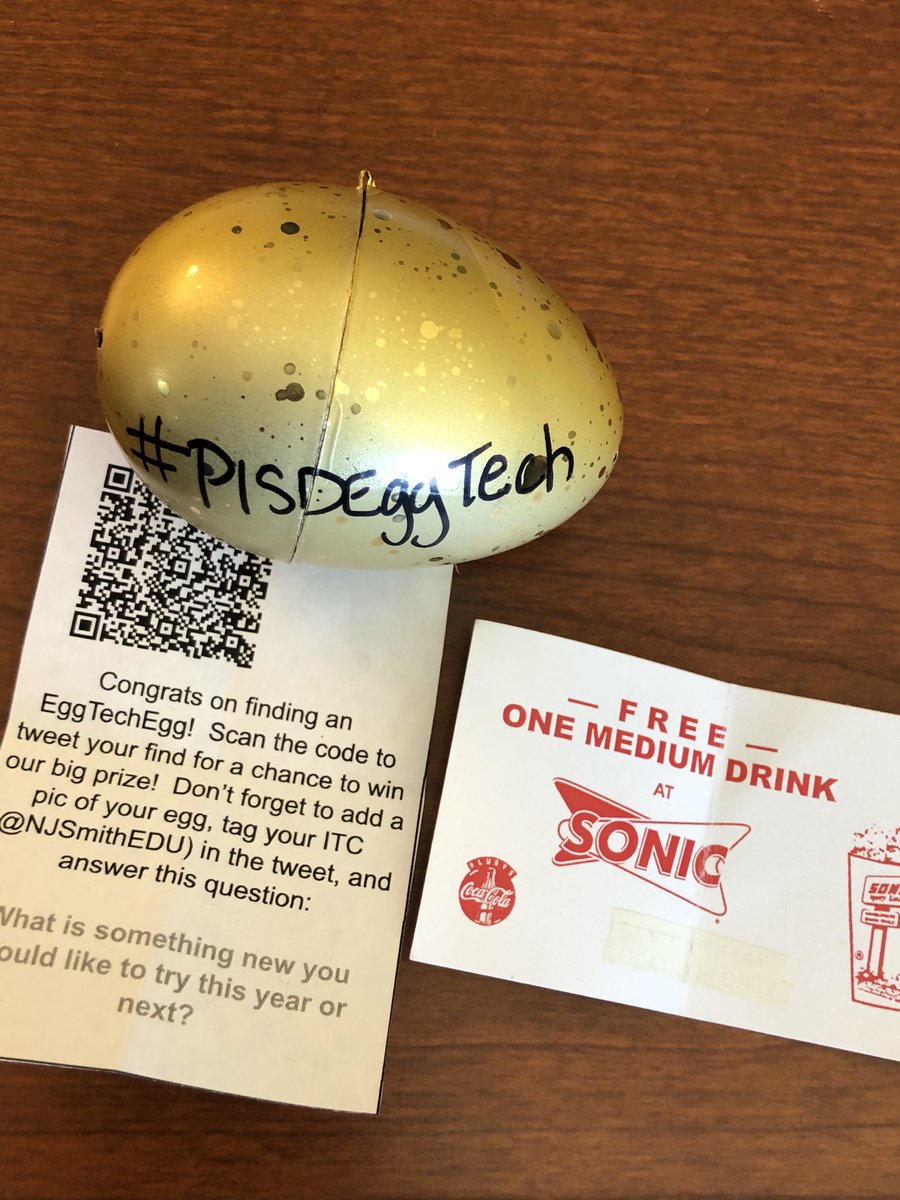 #PISDEggTech
Congrats on finding an
EggTechEgg! Scan the code to
tweet your find for a chance to win
our big prize! Don't forget to add a
pic of your egg, tag your ITC
@NJSmithEDU) in the tweet, and
answer this question:
What is something new you
ould like to try this year or
next?
— FREE —
ONE MEDIUM DRINK
AT
SONIC
ALWAYS
Coca-Cola
SONIC